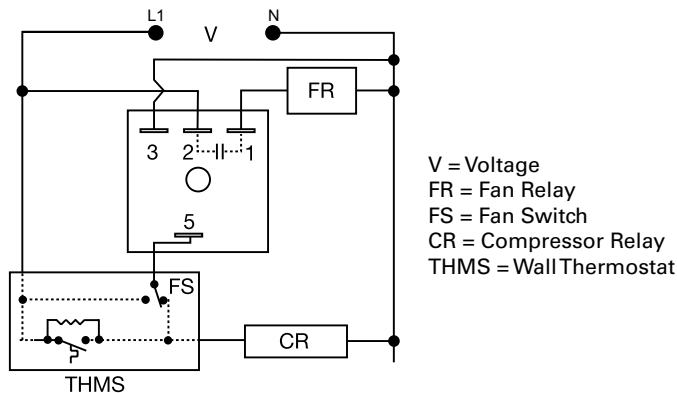 L1
V
N
FR
3
2
1
5
FS
CR
THMS
V = Voltage
FR = Fan Relay
FS = Fan Switch
CR = Compressor Relay
THMS = Wall Thermostat